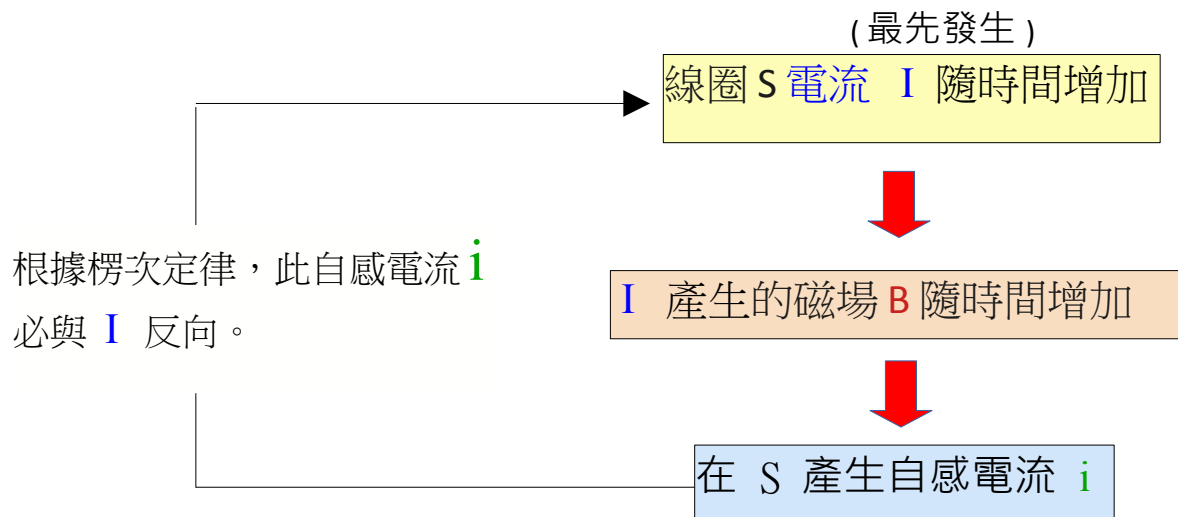 (最先發生)
線圈 S 電流 I 隨時間增加
I 產生的磁場 B 隨時間增加
在 S 產生自感電流 i
根據楞次定律，此自感電流 i
必與 I 反向。